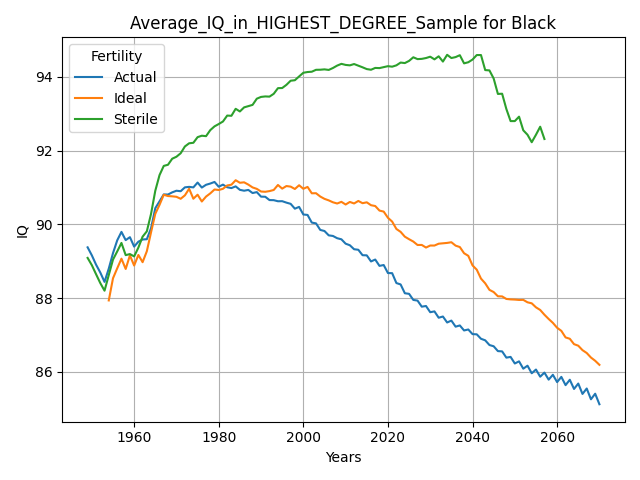 Average_IQ_in_HIGHEST_DEGREE_Sample for Black
Fertility
Actual
Ideal
Sterile
IQ
94
92
90
88
86
1960 1980 2000 2020 2040 2060
Years